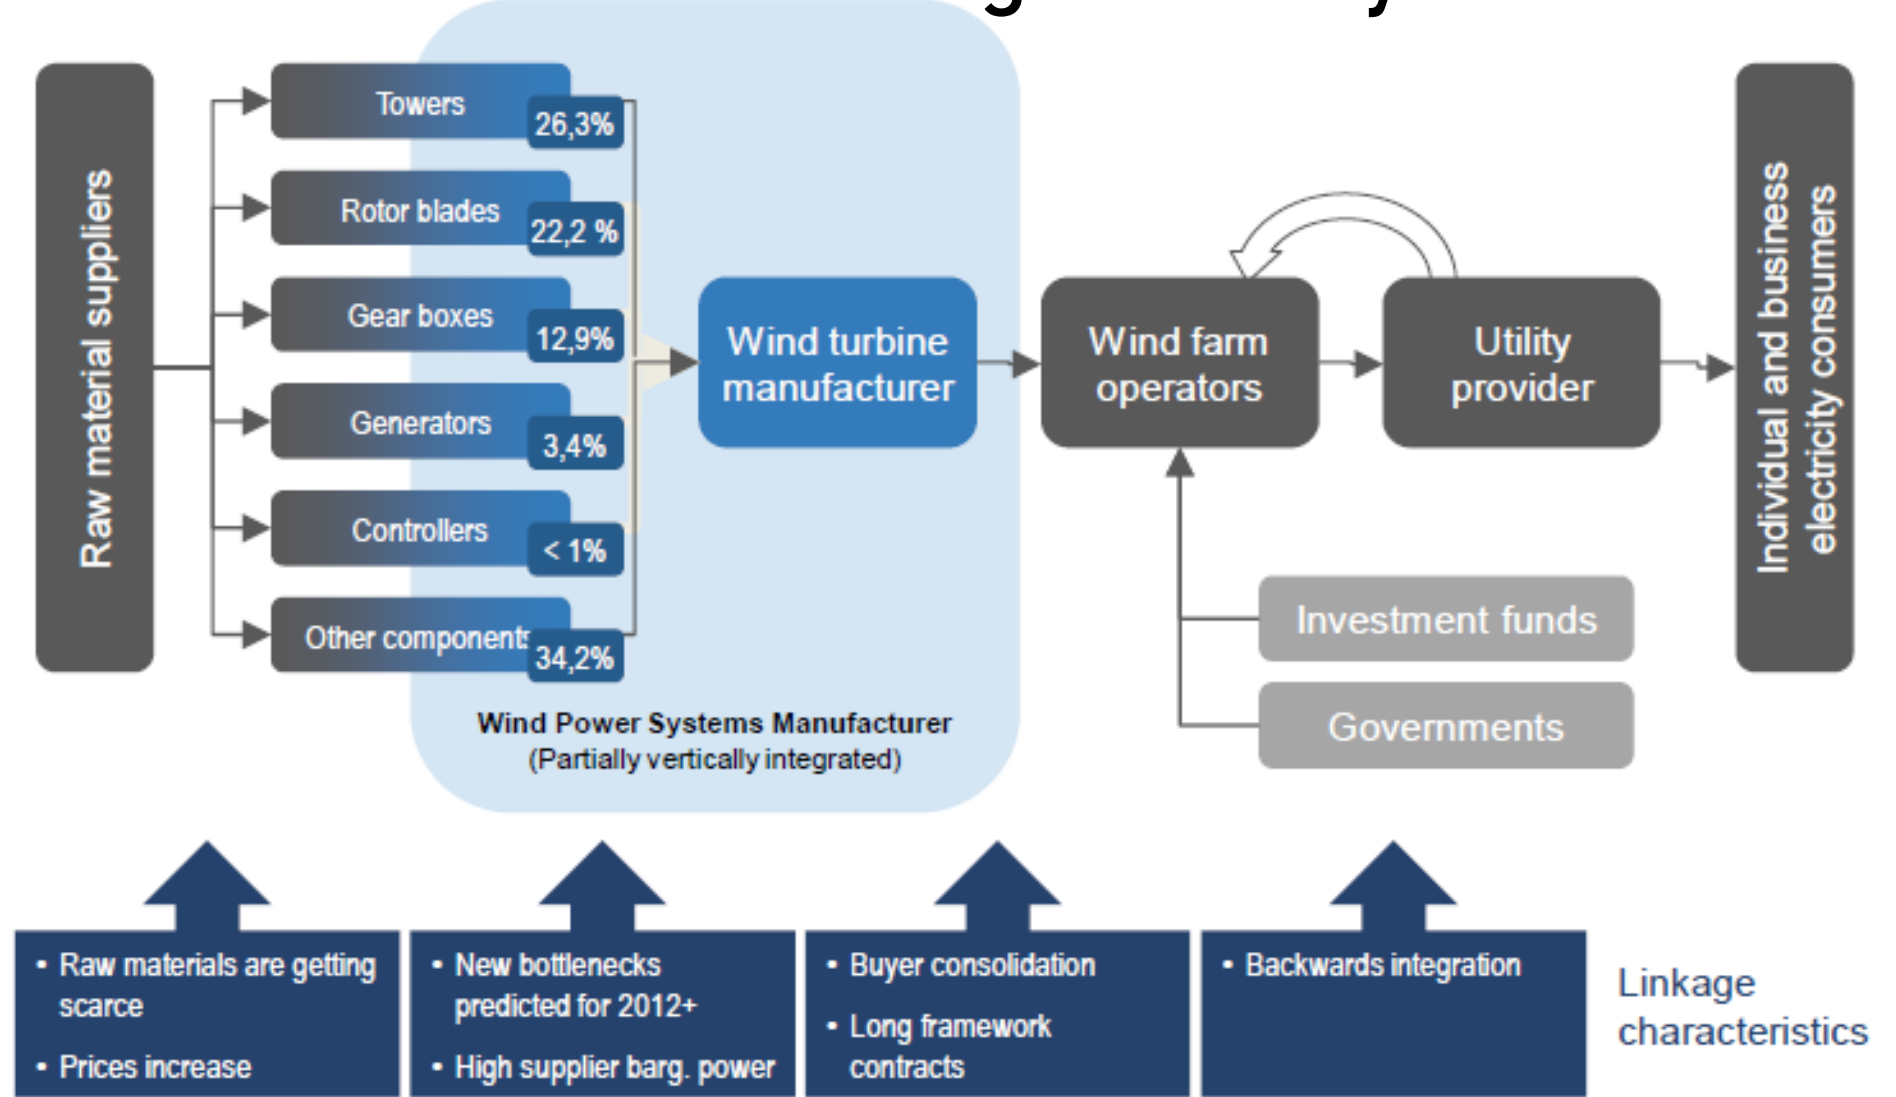 Raw material suppliers
Towers
26,3%
Rotor blades
22,2 %
Gear boxes
12,9%
Generators
3,4%
Controllers
< 1%
Other components
34,2%
Wind Power Systems Manufacturer
(Partially vertically integrated)
Wind turbine
manufacturer
Wind farm
operators
Utility
provider
Investment funds
Governments
Individual and business
electricity consumers
• Raw materials are getting
scarce
• Prices increase
• New bottlenecks
predicted for 2012+
• High supplier barg. power
• Buyer consolidation
• Long framework
contracts
• Backwards integration
Linkage
characteristics